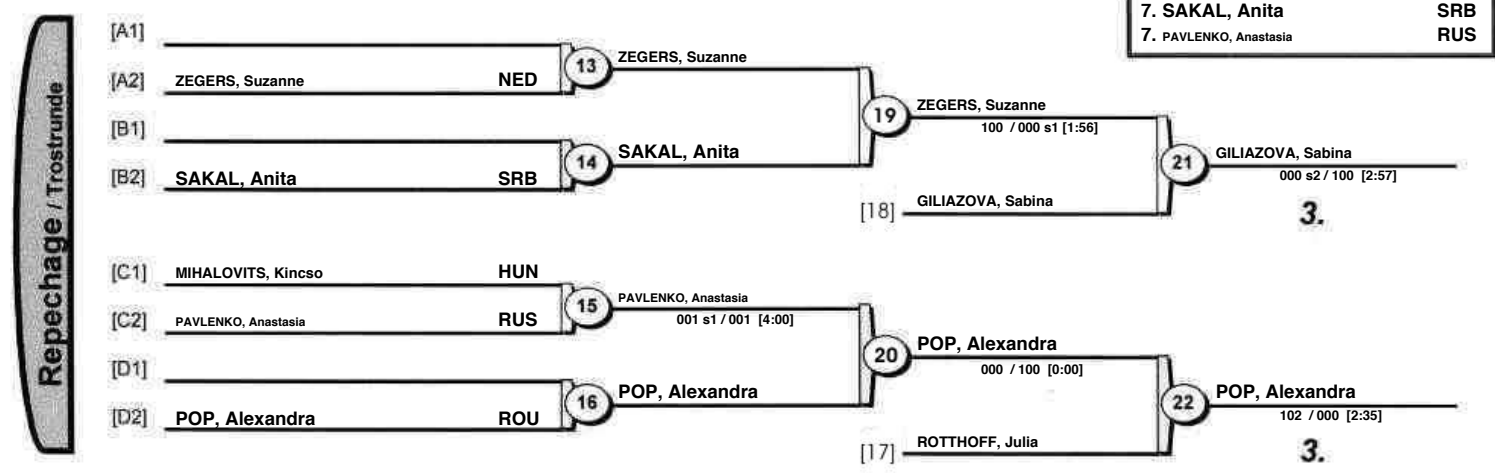 7. SAKAL, Anita SRB
7. PAVLENKO, Anastasia RUS
Repechage / Trostrunde
[A1]
[A2] ZEGERS, Suzanne NED
13 ZEGERS, Suzanne
[B1]
[B2] SAKAL, Anita SRB
14 SAKAL, Anita
19 ZEGERS, Suzanne
100 / 000 s1 [1:56]
[18] GILIAZOVA, Sabina
21 GILIAZOVA, Sabina
000 s2 / 100 [2:57]
3.
[C1] MIHALOVITS, Kincso HUN
[C2] PAVLENKO, Anastasia RUS
15 PAVLENKO, Anastasia
001 s1 / 001 [4:00]
[D1]
[D2] POP, Alexandra ROU
16 POP, Alexandra
20 POP, Alexandra
000 / 100 [0:00]
[17] ROTTHOFF, Julia
22 POP, Alexandra
102 / 000 [2:35]
3.